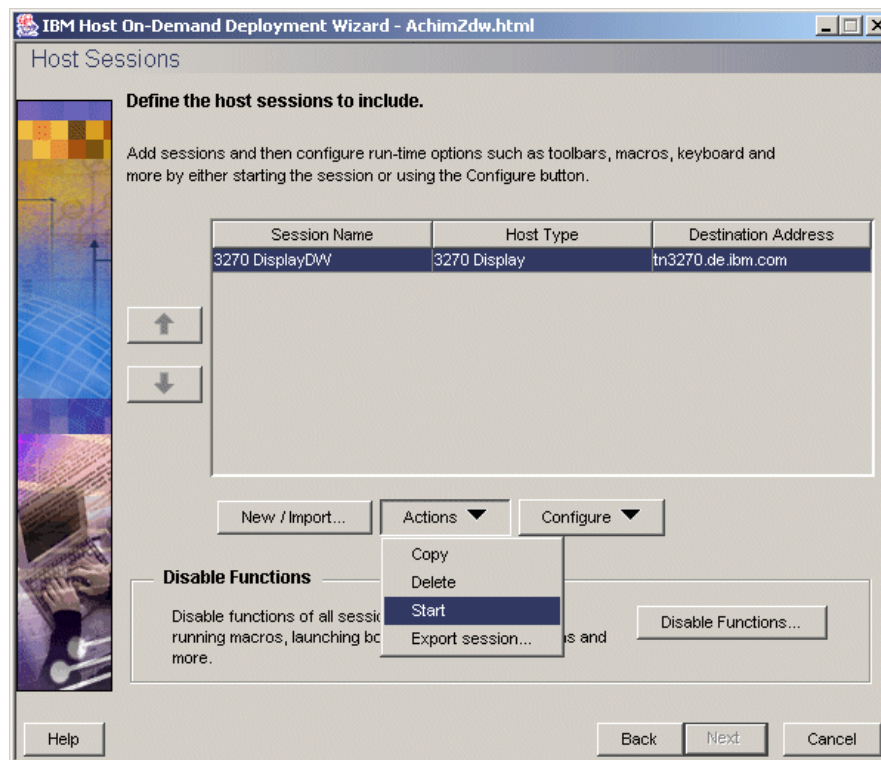 IBM Host On-Demand Deployment Wizard - AchimZdw.html
Host Sessions
Define the host sessions to include.
Add sessions and then configure run-time options such as toolbars, macros, keyboard and
more by either starting the session or using the Configure button.
Session Name Host Type Destination Address
3270 DisplayDW 3270 Display tn3270.de.ibm.com
New / Import... Actions Configure
Copy
Delete
Start
Export session...
Disable Functions
Disable functions of all
running macros, launching and
more.
Disable Functions...
Help Back Next Cancel